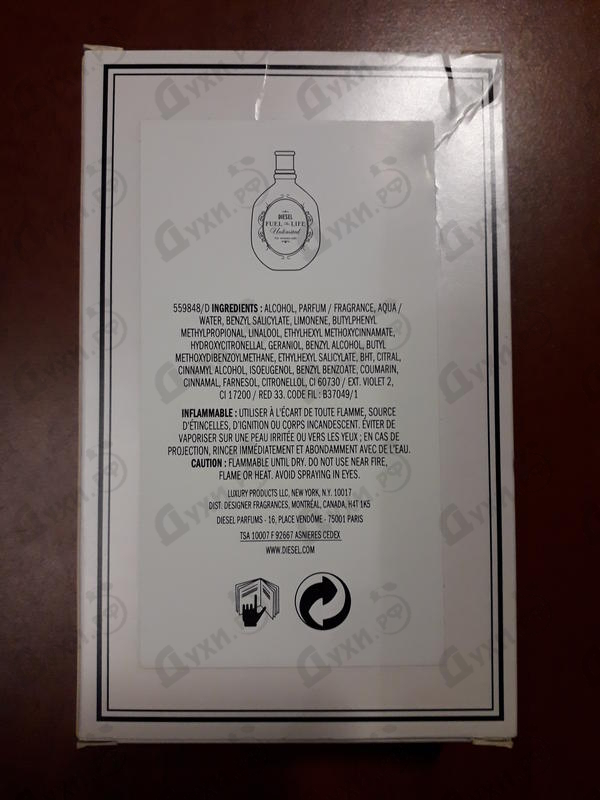 DIESEL
FUEL for LIFE
Unlimited
559848/D INGREDIENTS : ALCOHOL, PARFUM / FRAGRANCE, AQUA /
WATER, BENZYL SALICYLATE, LIMONENE, BUTYLPHENYL
METHYLPROPIONAL, LINALOOL, ETHYLHEXYL METHOXYCINNAMATE,
HYDROXYCITRONELLAL, GERANIOL, BENZYL ALCOHOL, BUTYL
METHOXYDIBENZOYLMETHANE, ETHYLHEXYL SALICYLATE, BHT, CITRAL,
CINNAMYL ALCOHOL, ISOEUGENOL, BENZYL BENZOATE, COUMARIN,
CINNAMAL, FARNESOL, CITRONELLOL, CI 60730 / EXT. VIOLET 2,
CI 17200 / RED 33. CODE FIL : B37049/1
INFLAMMABLE : UTILISER À L'ÉCART DE TOUTE FLAMME, SOURCE
D'ÉTINCELLES, D'IGNITION OU CORPS INCANDESCENT. ÉVITER DE
VAPORISER SUR UNE PEAU IRRITÉE OU VERS LES YEUX ; EN CAS DE
PROJECTION, RINCER IMMÉDIATEMENT ET ABONDAMMENT AVEC DE L'EAU.
CAUTION : FLAMMABLE UNTIL DRY. DO NOT USE NEAR FIRE,
FLAME OR HEAT. AVOID SPRAYING IN EYES.
LUXURY PRODUCTS LLC, NEW YORK, N.Y. 10017
DIST. DESIGNER FRAGRANCES, MONTRÉAL, CANADA, H4T 1K5
DIESEL PARFUMS - 16, PLACE VENDÔME - 75001 PARIS
TSA 10007 F 92667 ASNIERES CEDEX
WWW.DIESEL.COM
Духи.рф